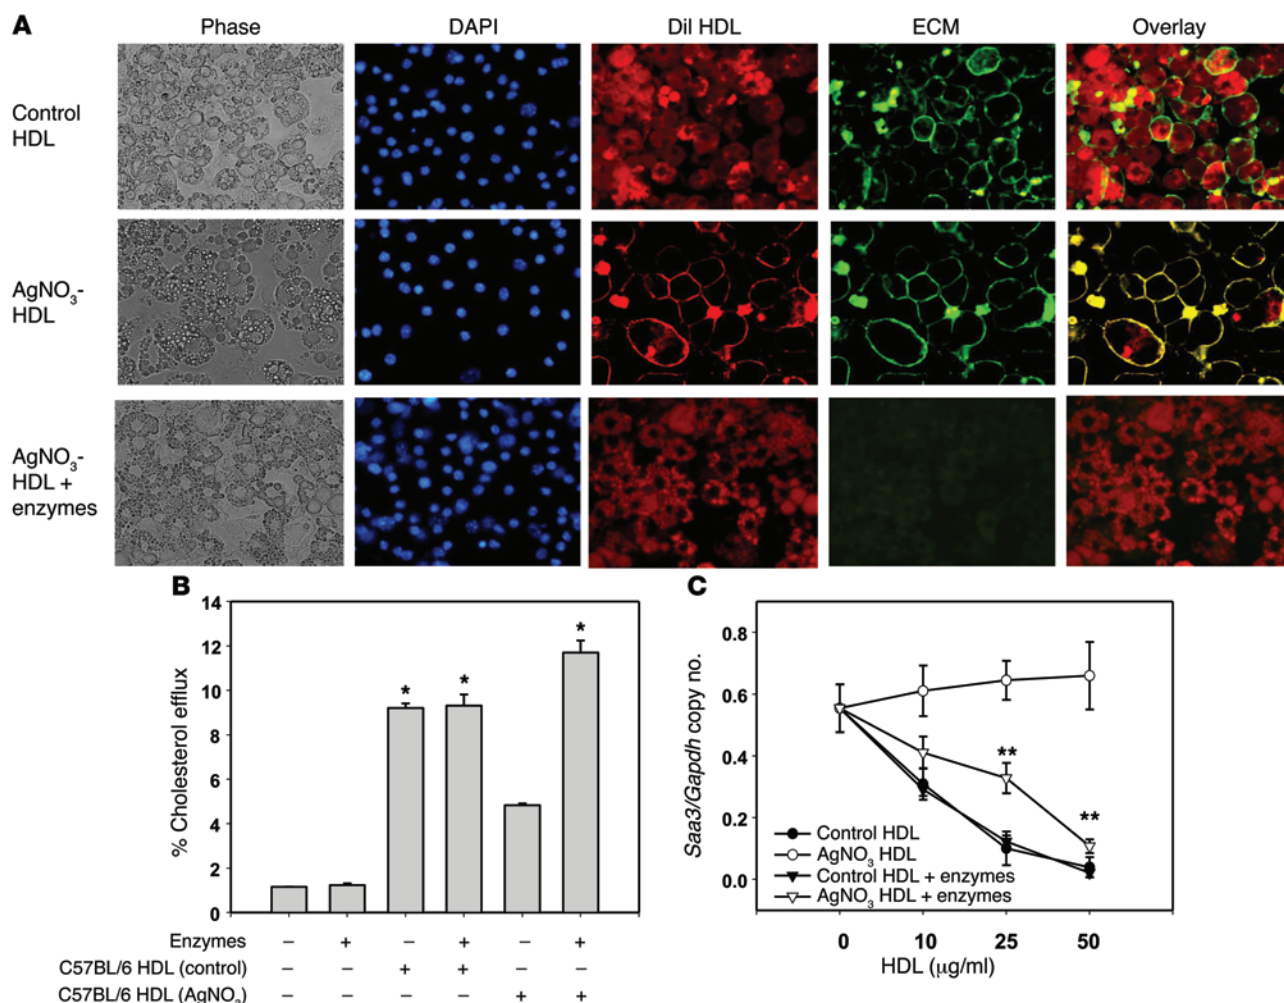 A
Phase DAPI Dil HDL ECM Overlay
Control
HDL
AgNO3-
HDL
AgNO3-
HDL +
enzymes
B
% Cholesterol efflux
14
12
10
8
6
4
2
0
* * *
Enzymes – + – + – +
C57BL/6 HDL (control) – – + + – –
C57BL/6 HDL (AgNO3) – – – – + +
C
Saa3/Gapdh copy no.
0.8
0.6
0.4
0.2
0.0
**
**
Control HDL
AgNO3 HDL
Control HDL + enzymes
AgNO3 HDL + enzymes
0 10 25 50
HDL (μg/ml)